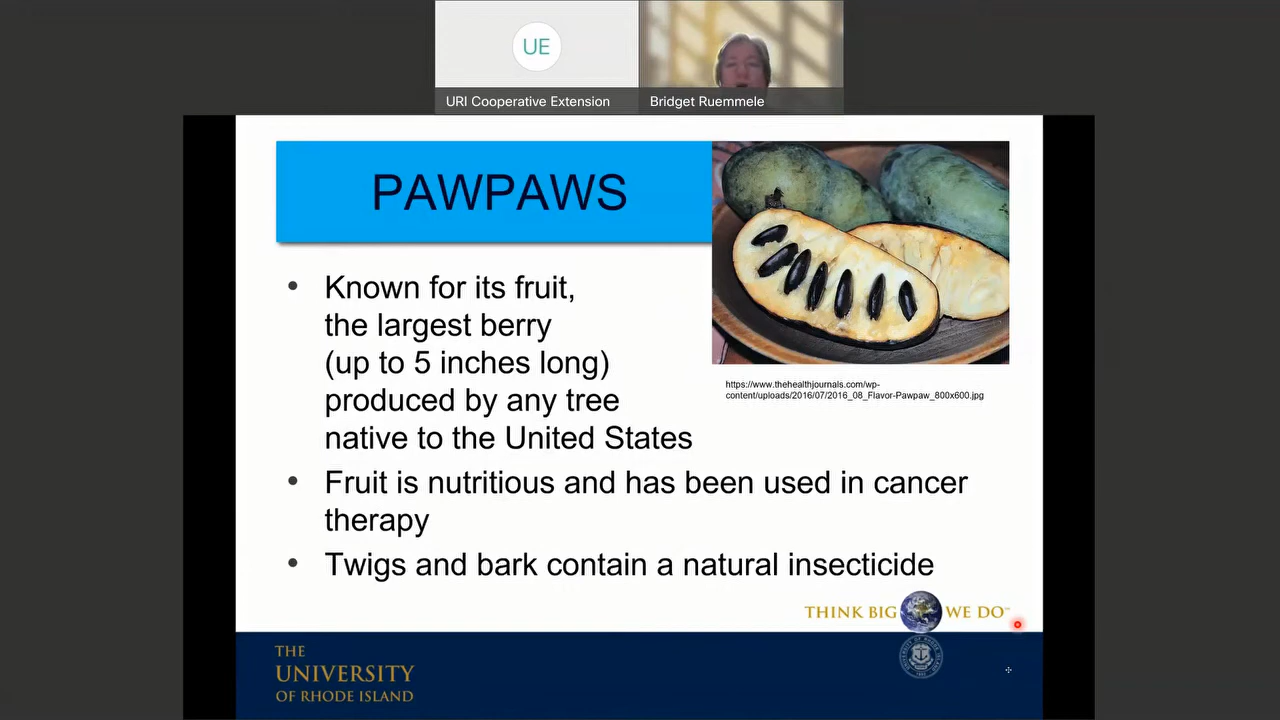 UE
URI Cooperative Extension
Bridget Ruemmele
PAWPAWS
• Known for its fruit,
the largest berry
(up to 5 inches long)
produced by any tree
native to the United States
• Fruit is nutritious and has been used in cancer
therapy
• Twigs and bark contain a natural insecticide
https://www.thehealthjournals.com/wp-
content/uploads/2016/07/2016_08_Flavor-Pawpaw_800x600.jpg
THINK BIG WE DO™
THE
UNIVERSITY
OF RHODE ISLAND